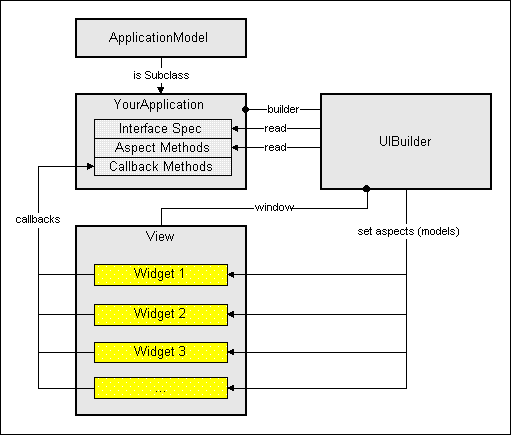 ApplicationModel
is Subclass
YourApplication
builder
Interface Spec
read
Aspect Methods
read
UIBuilder
Callback Methods
callbacks
window
set aspects (models)
View
Widget 1
Widget 2
Widget 3
...